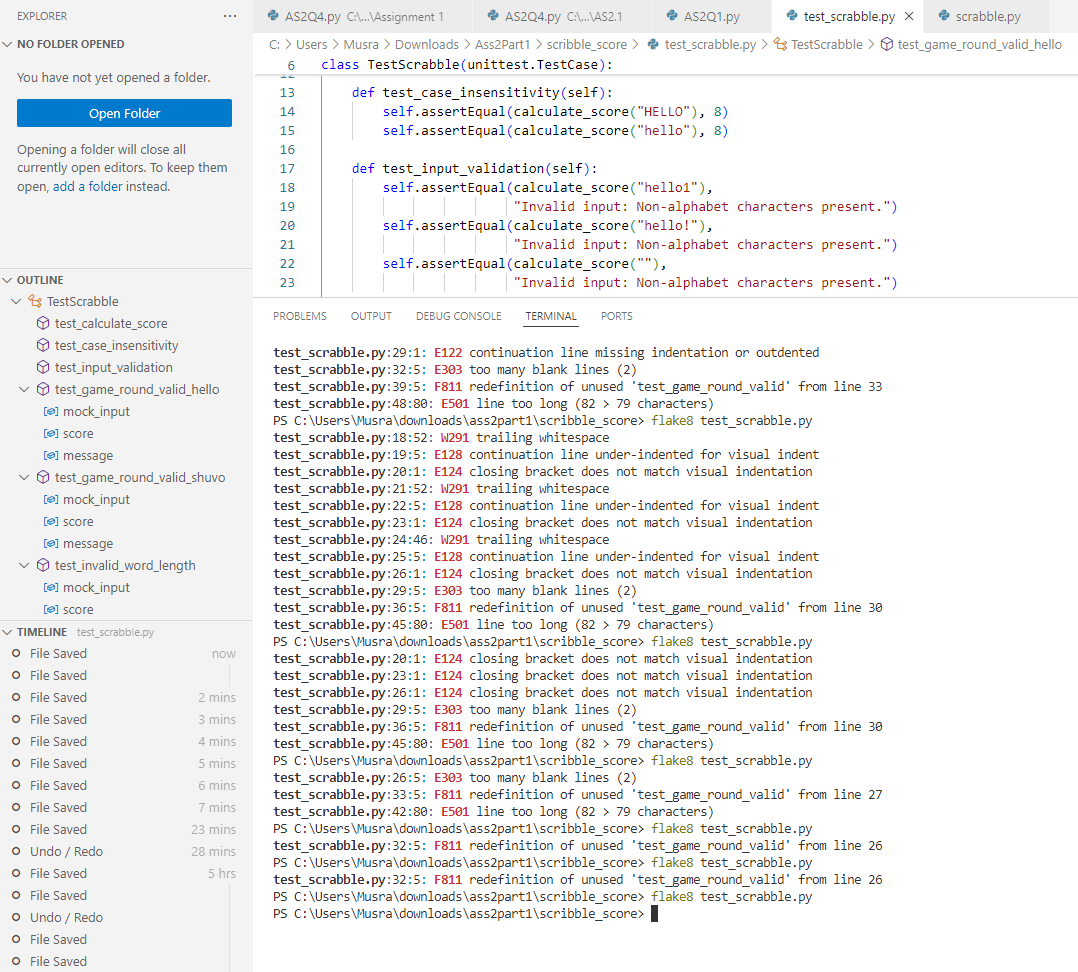 EXPLORER ···
NO FOLDER OPENED
You have not yet opened a folder.
Open Folder
Opening a folder will close all
currently open editors. To keep them
open, add a folder instead.
OUTLINE
TestScrabble
test_calculate_score
test_case_insensitivity
test_input_validation
test_game_round_valid_hello
mock_input
score
message
test_game_round_valid_shuvo
mock_input
score
message
test_invalid_word_length
mock_input
score
TIMELINE test_scrabble.py
File Saved now
File Saved
File Saved 2 mins
File Saved 3 mins
File Saved 4 mins
File Saved 5 mins
File Saved 6 mins
File Saved 7 mins
File Saved 23 mins
Undo / Redo 28 mins
File Saved 5 hrs
File Saved
Undo / Redo
File Saved
File Saved
AS2Q4.py C:\...\Assignment 1 AS2Q4.py C:\...\AS2.1 AS2Q1.py test_scrabble.py × scrabble.py
C: > Users > Musra > Downloads > Ass2Part1 > scribble_score > test_scrabble.py > TestScrabble > test_game_round_valid_hello
6 class TestScrabble(unittest.TestCase):
12
13 def test_case_insensitivity(self):
14 self.assertEqual(calculate_score("HELLO"), 8)
15 self.assertEqual(calculate_score("hello"), 8)
16
17 def test_input_validation(self):
18 self.assertEqual(calculate_score("hello1"),
19 "Invalid input: Non-alphabet characters present.")
20 self.assertEqual(calculate_score("hello!"),
21 "Invalid input: Non-alphabet characters present.")
22 self.assertEqual(calculate_score(""),
23 "Invalid input: Non-alphabet characters present.")
PROBLEMS OUTPUT DEBUG CONSOLE TERMINAL PORTS
test_scrabble.py:29:1: E122 continuation line missing indentation or outdented
test_scrabble.py:32:5: E303 too many blank lines (2)
test_scrabble.py:39:5: F811 redefinition of unused 'test_game_round_valid' from line 33
test_scrabble.py:48:80: E501 line too long (82 > 79 characters)
PS C:\Users\Musra\downloads\ass2part1\scribble_score> flake8 test_scrabble.py
test_scrabble.py:18:52: W291 trailing whitespace
test_scrabble.py:19:5: E128 continuation line under-indented for visual indent
test_scrabble.py:20:1: E124 closing bracket does not match visual indentation
test_scrabble.py:21:52: W291 trailing whitespace
test_scrabble.py:22:5: E128 continuation line under-indented for visual indent
test_scrabble.py:23:1: E124 closing bracket does not match visual indentation
test_scrabble.py:24:46: W291 trailing whitespace
test_scrabble.py:25:5: E128 continuation line under-indented for visual indent
test_scrabble.py:26:1: E124 closing bracket does not match visual indentation
test_scrabble.py:29:5: E303 too many blank lines (2)
test_scrabble.py:36:5: F811 redefinition of unused 'test_game_round_valid' from line 30
test_scrabble.py:45:80: E501 line too long (82 > 79 characters)
PS C:\Users\Musra\downloads\ass2part1\scribble_score> flake8 test_scrabble.py
test_scrabble.py:20:1: E124 closing bracket does not match visual indentation
test_scrabble.py:23:1: E124 closing bracket does not match visual indentation
test_scrabble.py:26:1: E124 closing bracket does not match visual indentation
test_scrabble.py:29:5: E303 too many blank lines (2)
test_scrabble.py:36:5: F811 redefinition of unused 'test_game_round_valid' from line 30
test_scrabble.py:45:80: E501 line too long (82 > 79 characters)
PS C:\Users\Musra\downloads\ass2part1\scribble_score> flake8 test_scrabble.py
test_scrabble.py:26:5: E303 too many blank lines (2)
test_scrabble.py:33:5: F811 redefinition of unused 'test_game_round_valid' from line 27
test_scrabble.py:42:80: E501 line too long (82 > 79 characters)
PS C:\Users\Musra\downloads\ass2part1\scribble_score> flake8 test_scrabble.py
test_scrabble.py:32:5: F811 redefinition of unused 'test_game_round_valid' from line 26
PS C:\Users\Musra\downloads\ass2part1\scribble_score> flake8 test_scrabble.py
test_scrabble.py:32:5: F811 redefinition of unused 'test_game_round_valid' from line 26
PS C:\Users\Musra\downloads\ass2part1\scribble_score> flake8 test_scrabble.py
PS C:\Users\Musra\downloads\ass2part1\scribble_score>